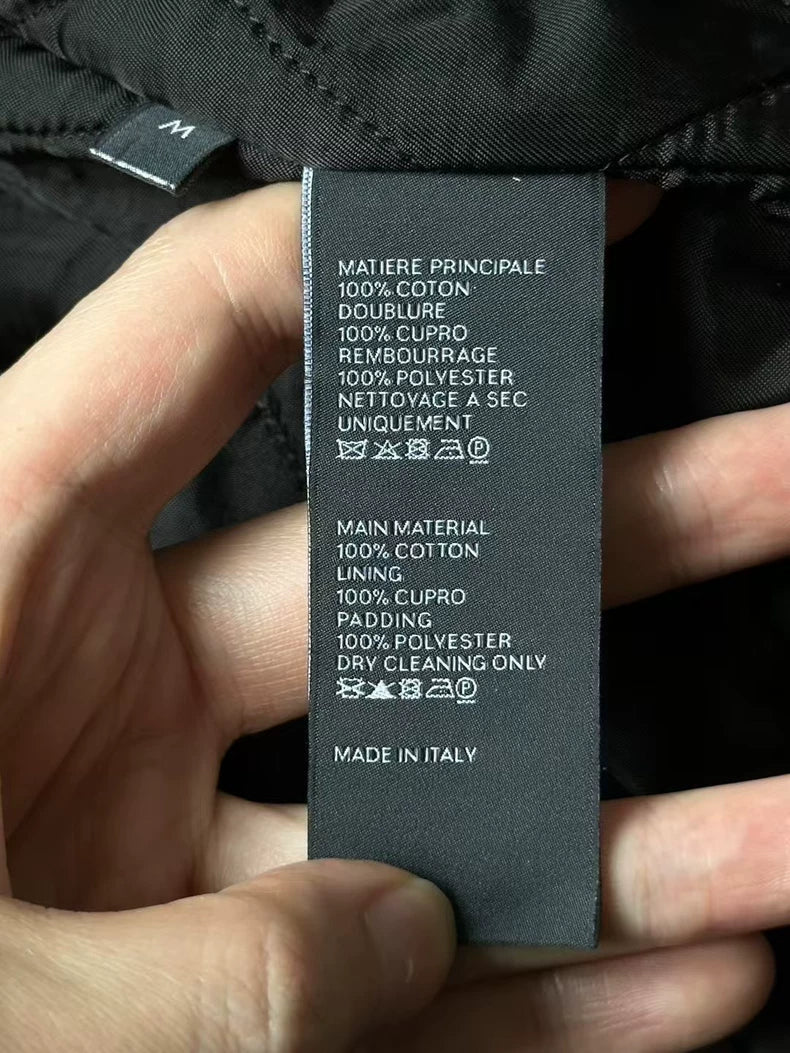 M
MATIERE PRINCIPALE
100% COTON
DOUBLURE
100% CUPRO
REMBOURRAGE
100% POLYESTER
NETTOYAGE A SEC
UNIQUEMENT
P
MAIN MATERIAL
100% COTTON
LINING
100% CUPRO
PADDING
100% POLYESTER
DRY CLEANING ONLY
P
MADE IN ITALY